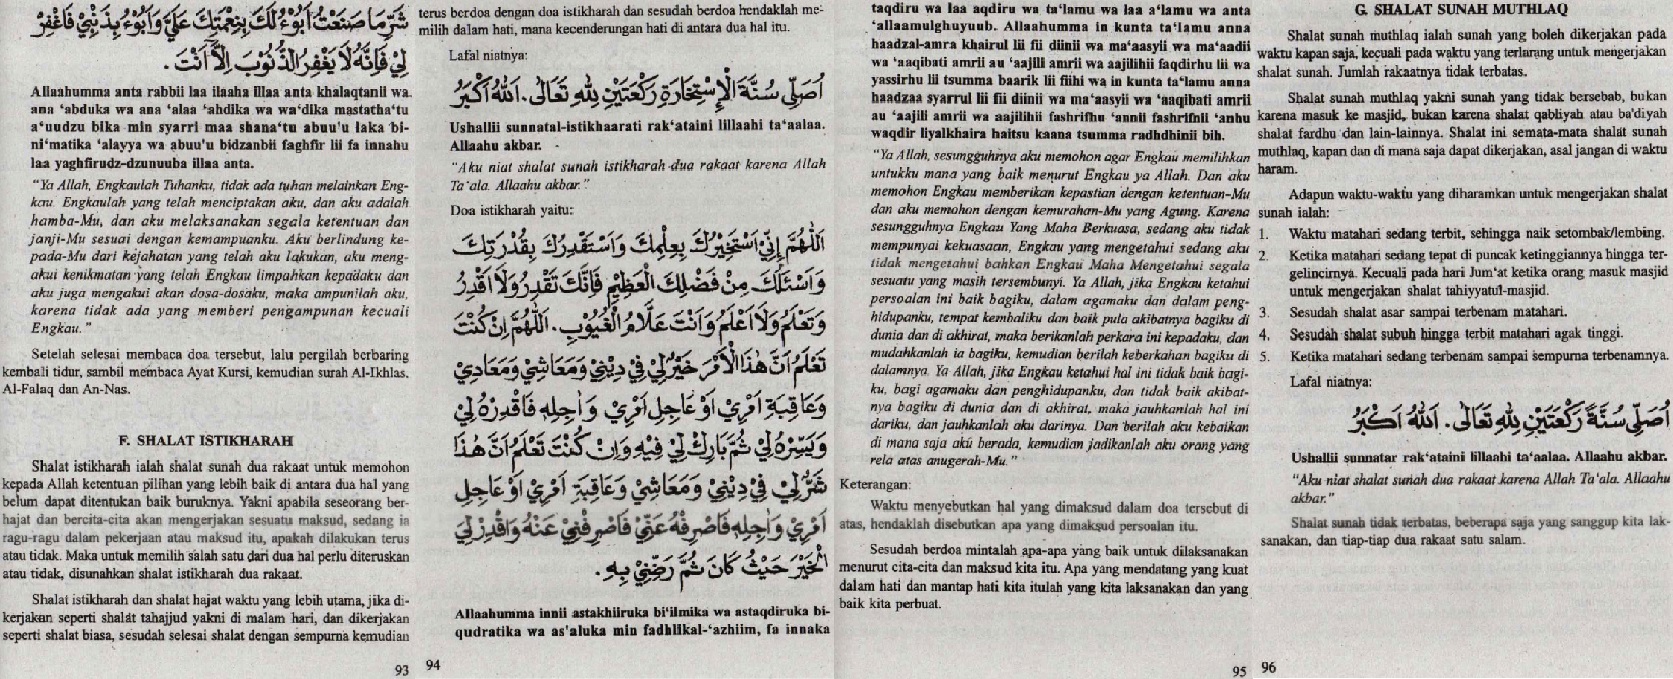 شَرِّمَا صَنَعْتُ اَبُوْءُ لَكَ بِنِعْمَتِكَ عَلَيَّ وَاَبُوْءُ بِذَنْبِيْ فَاغْفِرْ
لِيْ فَاِنَّهُ لَا يَغْفِرُ الذُّنُوْبَ اِلَّا اَنْتَ.
Allaahumma anta rabbii laa ilaaha illaa anta khalaqtanii wa
ana ‘abduka wa ana ‘alaa ‘ahdika wa wa‘dika mastatha‘tu
a‘uudzu bika min syarri maa shana‘tu abuu'u laka bi-
ni‘matika ‘alayya wa abuu'u bidzanbii faghfir lii fa innahu
laa yaghfirudz-dzunuuba illaa anta.
“Ya Allah, Engkaulah Tuhanku, tidak ada tuhan melainkan Eng-
kau. Engkaulah yang telah menciptakan aku, dan aku adalah
hamba-Mu, dan aku melaksanakan segala ketentuan dan
janji-Mu sesuai dengan kemampuanku. Aku berlindung ke-
pada-Mu dari kejahatan yang telah aku lakukan, aku meng-
akui kenikmatan yang telah Engkau limpahkan kepadaku dan
aku juga mengakui akan dosa-dosaku, maka ampunilah aku,
karena tidak ada yang memberi pengampunan kecuali
Engkau.”
Setelah selesai membaca doa tersebut, lalu pergilah berbaring
kembali tidur, sambil membaca Ayat Kursi, kemudian surah Al-Ikhlas,
Al-Falaq dan An-Nas.
F. SHALAT ISTIKHARAH
Shalat istikharah ialah shalat sunah dua rakaat untuk memohon
kepada Allah ketentuan pilihan yang lebih baik di antara dua hal yang
belum dapat ditentukan baik buruknya. Yakni apabila seseorang ber-
hajat dan bercita-cita akan mengerjakan sesuatu maksud, sedang ia
ragu-ragu dalam pekerjaan atau maksud itu, apakah dilakukan terus
atau tidak. Maka untuk memilih salah satu dari dua hal perlu diteruskan
atau tidak, disunahkan shalat istikharah dua rakaat.
Shalat istikharah dan shalat hajat waktu yang lebih utama, jika di-
kerjakan seperti shalat tahajjud yakni di malam hari, dan dikerjakan
seperti shalat biasa, sesudah selesai shalat dengan sempurna kemudian
93
terus berdoa dengan doa istikharah dan sesudah berdoa hendaklah me-
milih dalam hati, mana kecenderungan hati di antara dua hal itu.
Lafal niatnya:
اُصَلِّى سُنَّةَ الْاِسْتِخَارَةِ رَكْعَتَيْنِ لِلّٰهِ تَعَالٰى. اَللّٰهُ اَكْبَرُ
Ushallii sunnatal-istikhaarati rak‘ataini lillaahi ta‘aalaa.
Allaahu akbar.
“Aku niat shalat sunah istikharah dua rakaat karena Allah
Ta‘ala. Allaahu akbar.”
Doa istikharah yaitu:
اَللّٰهُمَّ اِنِّيْ اَسْتَخِيْرُكَ بِعِلْمِكَ وَاَسْتَقْدِرُكَ بِقُدْرَتِكَ
وَاَسْئَلُكَ مِنْ فَضْلِكَ الْعَظِيْمِ فَاِنَّكَ تَقْدِرُ وَلَا اَقْدِرُ
وَتَعْلَمُ وَلَا اَعْلَمُ وَاَنْتَ عَلَّامُ الْغُيُوْبِ. اَللّٰهُمَّ اِنْ كُنْتَ
تَعْلَمُ اَنَّ هٰذَا الْاَمْرَ خَيْرٌ لِيْ فِيْ دِيْنِيْ وَمَعَاشِيْ وَمَعَادِيْ
وَعَاقِبَةِ اَمْرِيْ اَوْ عَاجِلِ اَمْرِيْ وَاٰجِلِهِ فَاقْدِرْهُ لِيْ
وَيَسِّرْهُ لِيْ ثُمَّ بَارِكْ لِيْ فِيْهِ وَاِنْ كُنْتَ تَعْلَمُ اَنَّ هٰذَا
شَرٌّ لِيْ فِيْ دِيْنِيْ وَمَعَاشِيْ وَعَاقِبَةِ اَمْرِيْ اَوْ عَاجِلِ
اَمْرِيْ وَاٰجِلِهِ فَاصْرِفْهُ عَنِّيْ فَاصْرِفْنِيْ عَنْهُ وَاقْدِرْ لِيَ
الْخَيْرَ حَيْثُ كَانَ ثُمَّ رَضِّنِيْ بِهِ.
Allaahumma innii astakhiiruka bi‘ilmika wa astaqdiruka bi-
qudratika wa as'aluka min fadhlikal-‘azhiim, fa innaka
94
taqdiru wa laa aqdiru wa ta‘lamu wa laa a‘lamu wa anta
‘allaamulghuyuub. Allaahumma in kunta ta‘lamu anna
haadzal-amra khairul lii fii diinii wa ma‘aasyii wa ma‘aadii
wa ‘aaqibati amrii au ‘aajili amrii wa aajilihii faqdirhu lii wa
yassirhu lii tsumma baarik lii fiihi wa in kunta ta‘lamu anna
haadzaa syarrul lii fii diinii wa ma‘aasyii wa ‘aaqibati amrii
au ‘aajili amrii wa aajilihii fashrifhu ‘annii fashrifnii ‘anhu
waqdir liyalkhaira haitsu kaana tsumma radhdhinii bih.
“Ya Allah, sesungguhnya aku memohon agar Engkau memilihkan
untukku mana yang baik menurut Engkau ya Allah. Dan aku
memohon Engkau memberikan kepastian dengan ketentuan-Mu
dan aku memohon dengan kemurahan-Mu yang Agung. Karena
sesungguhnya Engkau Yang Maha Berkuasa, sedang aku tidak
mempunyai kekuasaan, Engkau yang mengetahui sedang aku
tidak mengetahui bahkan Engkau Maha Mengetahui segala
sesuatu yang masih tersembunyi. Ya Allah, jika Engkau ketahui
persoalan ini baik bagiku, dalam agamaku dan dalam peng-
hidupanku, tempat kembaliku dan baik pula akibatnya bagiku di
dunia dan di akhirat, maka berikanlah perkara ini kepadaku, dan
mudahkanlah ia bagiku, kemudian berilah keberkahan bagiku di
dalamnya. Ya Allah, jika Engkau ketahui hal ini tidak baik bagi-
ku, bagi agamaku dan penghidupanku, dan tidak baik akibat-
nya bagiku di dunia dan di akhirat, maka jauhkanlah hal ini
dariku, dan jauhkanlah aku darinya. Dan berilah aku kebaikan
di mana saja aku berada, kemudian jadikanlah aku orang yang
rela atas anugerah-Mu.”
Keterangan:
Waktu menyebutkan hal yang dimaksud dalam doa tersebut di
atas, hendaklah disebutkan apa yang dimaksud persoalan itu.
Sesudah berdoa mintalah apa-apa yang baik untuk dilaksanakan
menurut cita-cita dan maksud kita itu. Apa yang mendatang yang kuat
dalam hati dan mantap hati kita itulah yang kita laksanakan dan yang
baik kita perbuat.
95
G. SHALAT SUNAH MUTHLAQ
Shalat sunah muthlaq ialah sunah yang boleh dikerjakan pada
waktu kapan saja, kecuali pada waktu yang terlarang untuk mengerjakan
shalat sunah. Jumlah rakaatnya tidak terbatas.
Shalat sunah muthlaq yakni sunah yang tidak bersebab, bukan
karena masuk ke masjid, bukan karena shalat qabliyah atau ba'diyah
shalat fardhu dan lain-lainnya. Shalat ini semata-mata shalat sunah
muthlaq, kapan dan di mana saja dapat dikerjakan, asal jangan di waktu
haram.
Adapun waktu-waktu yang diharamkan untuk mengerjakan shalat
sunah ialah:
1. Waktu matahari sedang terbit, sehingga naik setombak/lembing.
2. Ketika matahari sedang tepat di puncak ketinggiannya hingga ter-
gelincirnya. Kecuali pada hari Jum‘at ketika orang masuk masjid
untuk mengerjakan shalat tahiyyatul-masjid.
3. Sesudah shalat asar sampai terbenam matahari.
4. Sesudah shalat subuh hingga terbit matahari agak tinggi.
5. Ketika matahari sedang terbenam sampai sempurna terbenamnya.
Lafal niatnya:
اُصَلِّى سُنَّةً رَكْعَتَيْنِ لِلّٰهِ تَعَالٰى. اَللّٰهُ اَكْبَرُ
Ushallii sunnatar rak‘ataini lillaahi ta‘aalaa. Allaahu akbar.
“Aku niat shalat sunah dua rakaat karena Allah Ta‘ala. Allaahu
akbar.”
Shalat sunah tidak terbatas, beberapa saja yang sanggup kita lak-
sanakan, dan tiap-tiap dua rakaat satu salam.
96